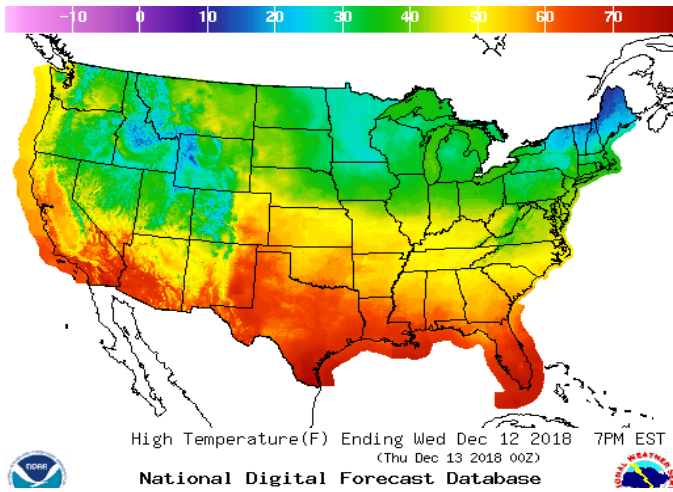 -10 0 10 20 30 40 50 60 70
High Temperature(F) Ending Wed Dec 12 2018 7PM EST
(Thu Dec 13 2018 00Z)
National Digital Forecast Database
NOAA